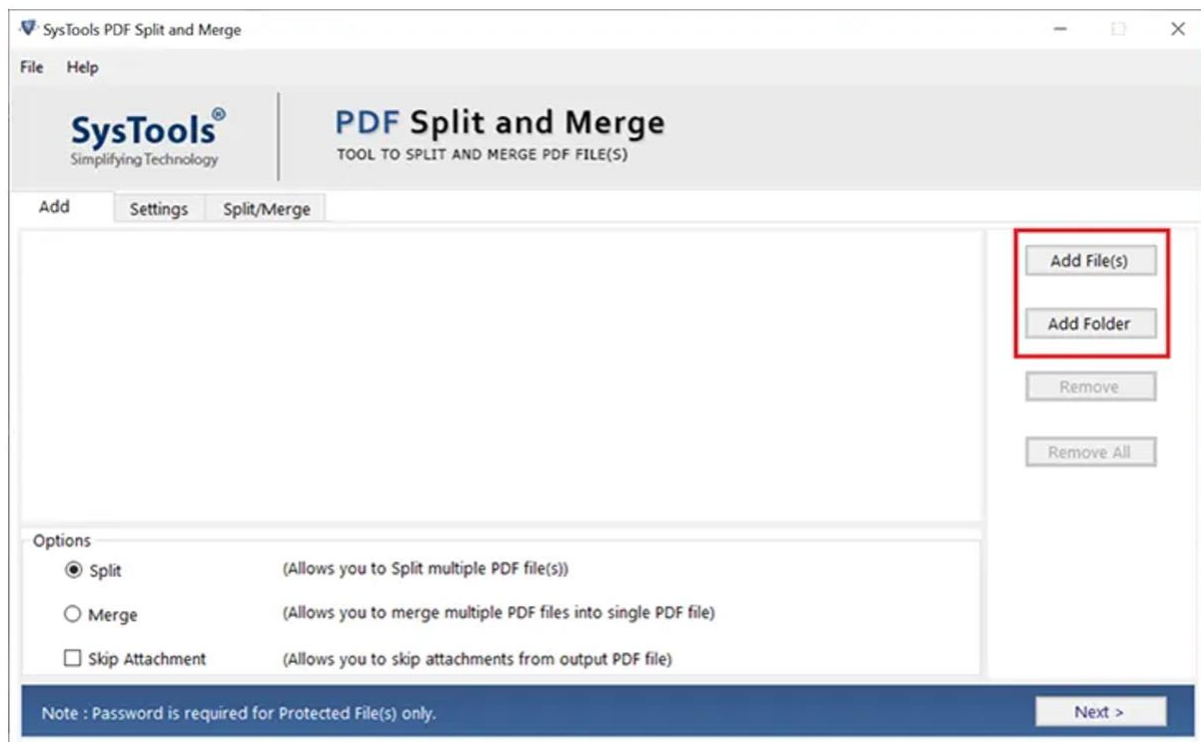 SysTools PDF Split and Merge
File Help
SysTools®
Simplifying Technology
PDF Split and Merge
TOOL TO SPLIT AND MERGE PDF FILE(S)
Add Settings Split/Merge
Add File(s)
Add Folder
Remove
Remove All
Options
Split (Allows you to Split multiple PDF file(s))
Merge (Allows you to merge multiple PDF files into single PDF file)
Skip Attachment (Allows you to skip attachments from output PDF file)
Note : Password is required for Protected File(s) only.
Next >